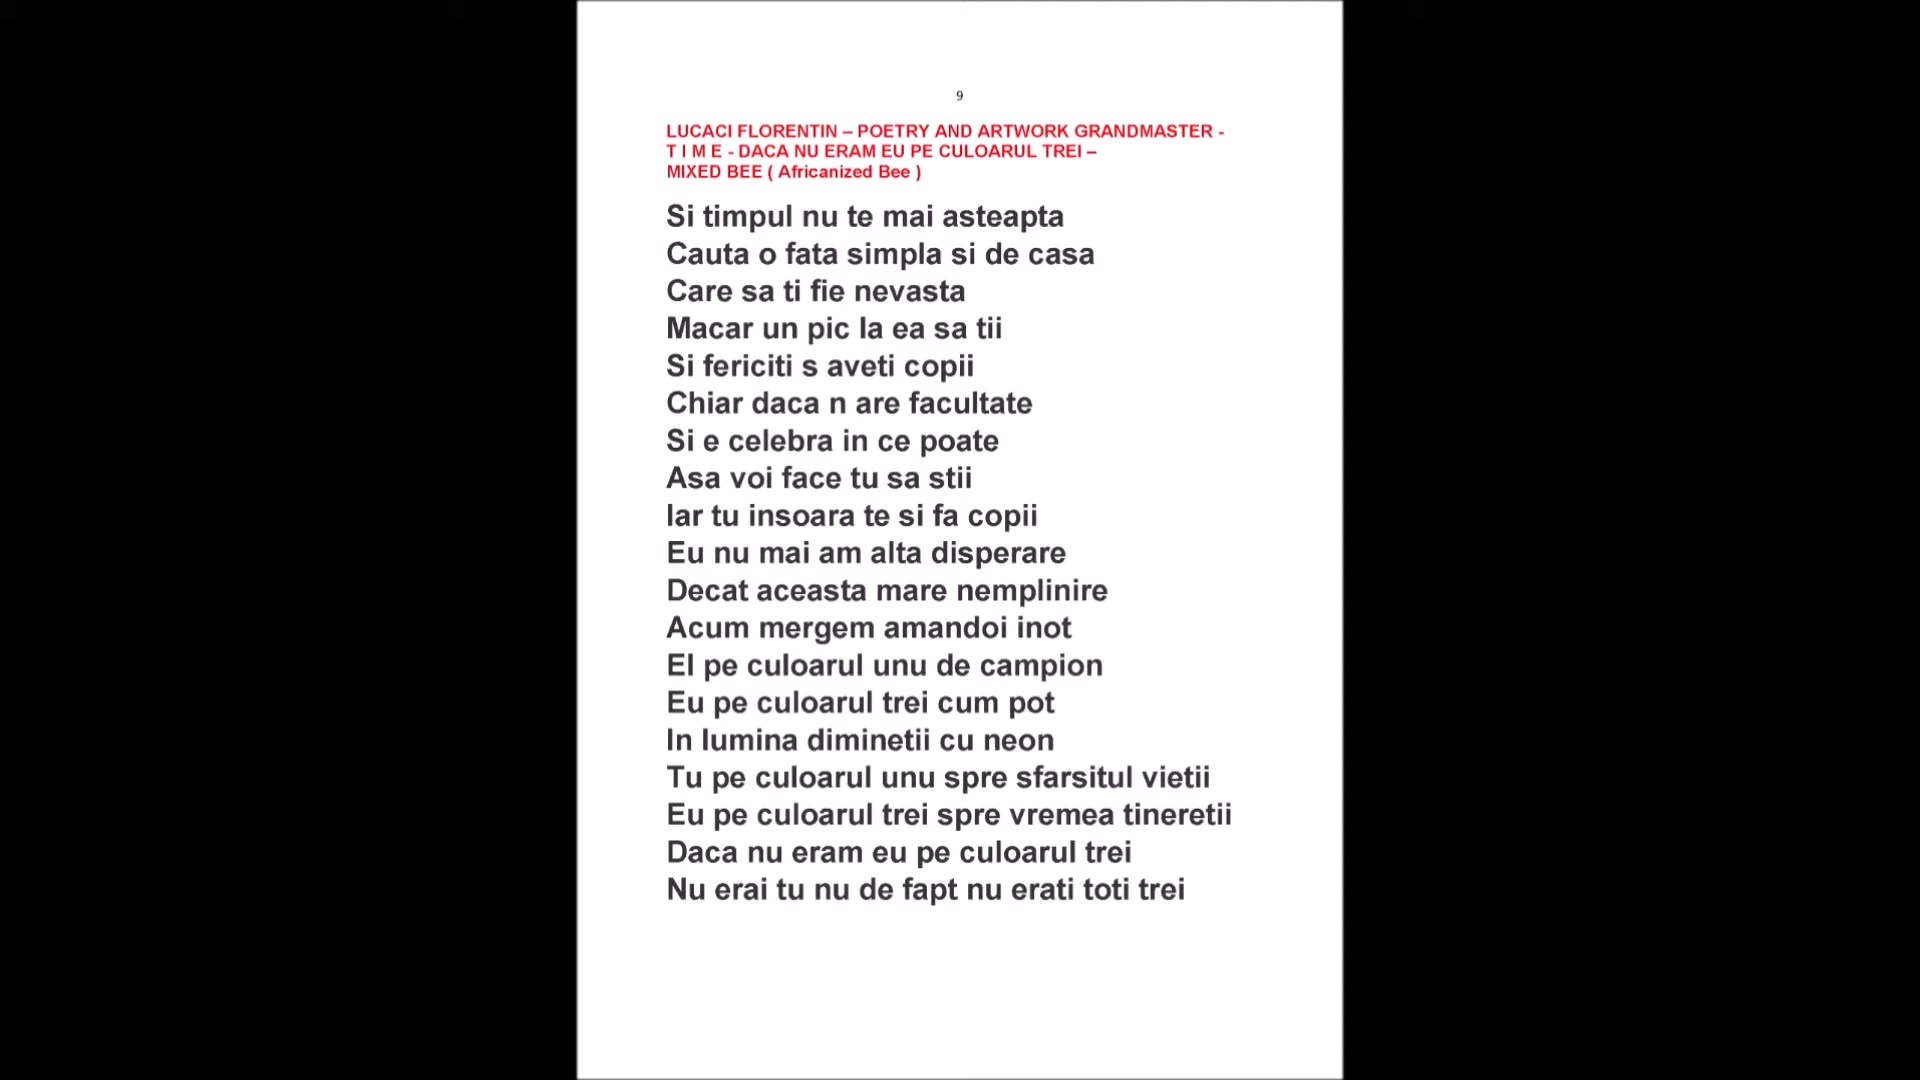 9
LUCACI FLORENTIN – POETRY AND ARTWORK GRANDMASTER -
T I M E - DACA NU ERAM EU PE CULOARUL TREI –
MIXED BEE ( Africanized Bee )
Si timpul nu te mai asteapta
Cauta o fata simpla si de casa
Care sa ti fie nevasta
Macar un pic la ea sa tii
Si fericiti s aveti copii
Chiar daca n are facultate
Si e celebra in ce poate
Asa voi face tu sa stii
Iar tu insoara te si fa copii
Eu nu mai am alta disperare
Decat aceasta mare nemplinire
Acum mergem amandoi inot
El pe culoarul unu de campion
Eu pe culoarul trei cum pot
In lumina diminetii cu neon
Tu pe culoarul unu spre sfarsitul vietii
Eu pe culoarul trei spre vremea tineretii
Daca nu eram eu pe culoarul trei
Nu erai tu nu de fapt nu erati toti trei